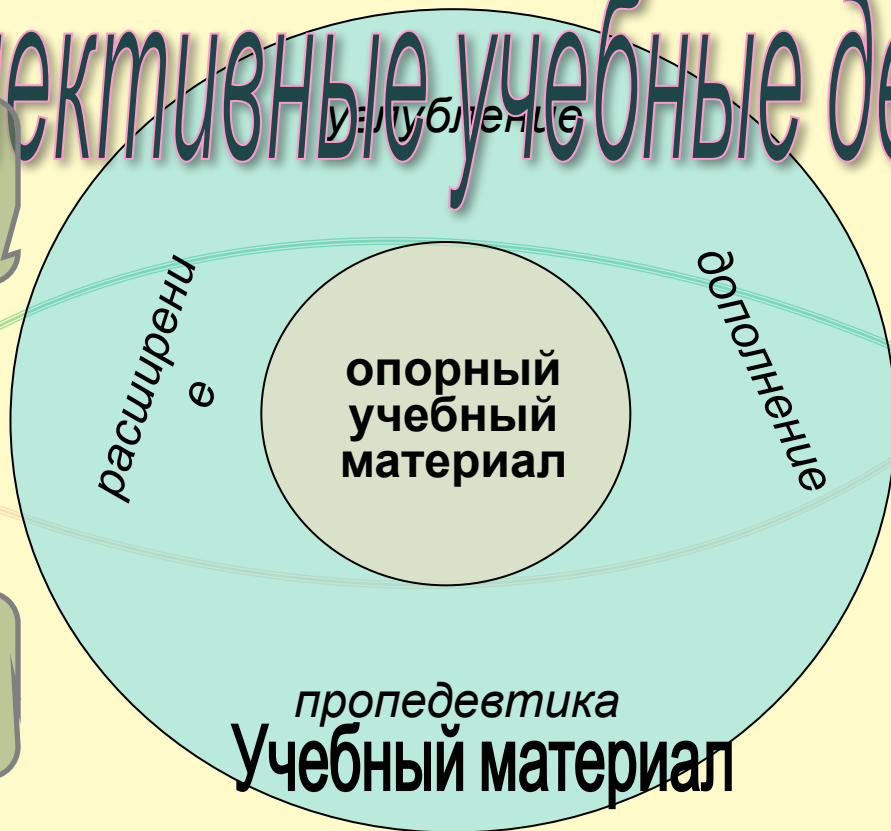 ективные учебные де
углубление
расширени
е
дополнение
опорный
учебный
материал
пропедевтика
Учебный материал